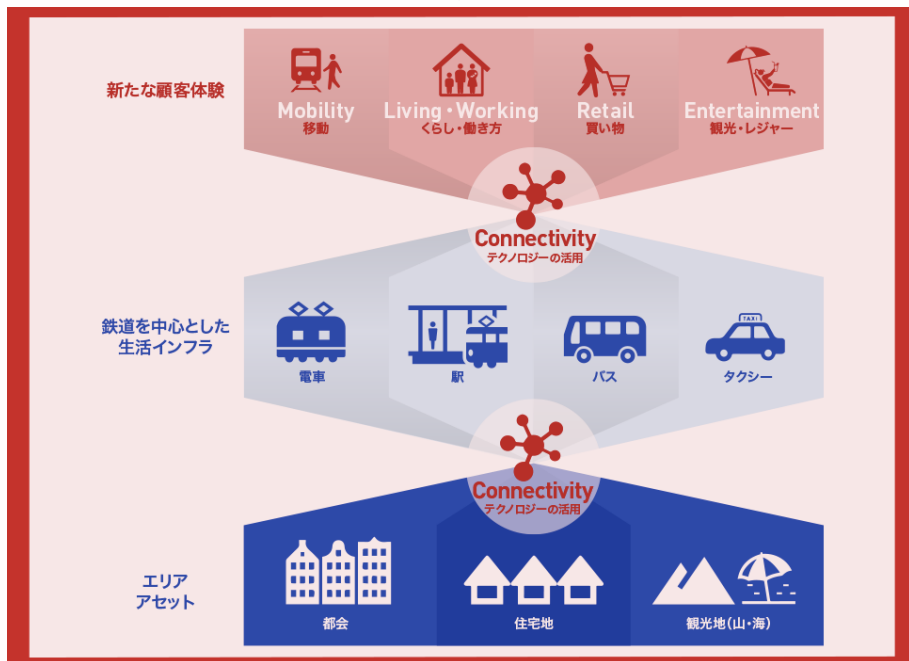 新たな顧客体験
Mobility
移動
Living・Working
くらし・働き方
Retail
買い物
Entertainment
観光・レジャー
Connectivity
テクノロジーの活用
鉄道を中心とした
生活インフラ
電車
駅
バス
TAXI
タクシー
Connectivity
テクノロジーの活用
エリア
アセット
都会
住宅地
観光地(山・海)